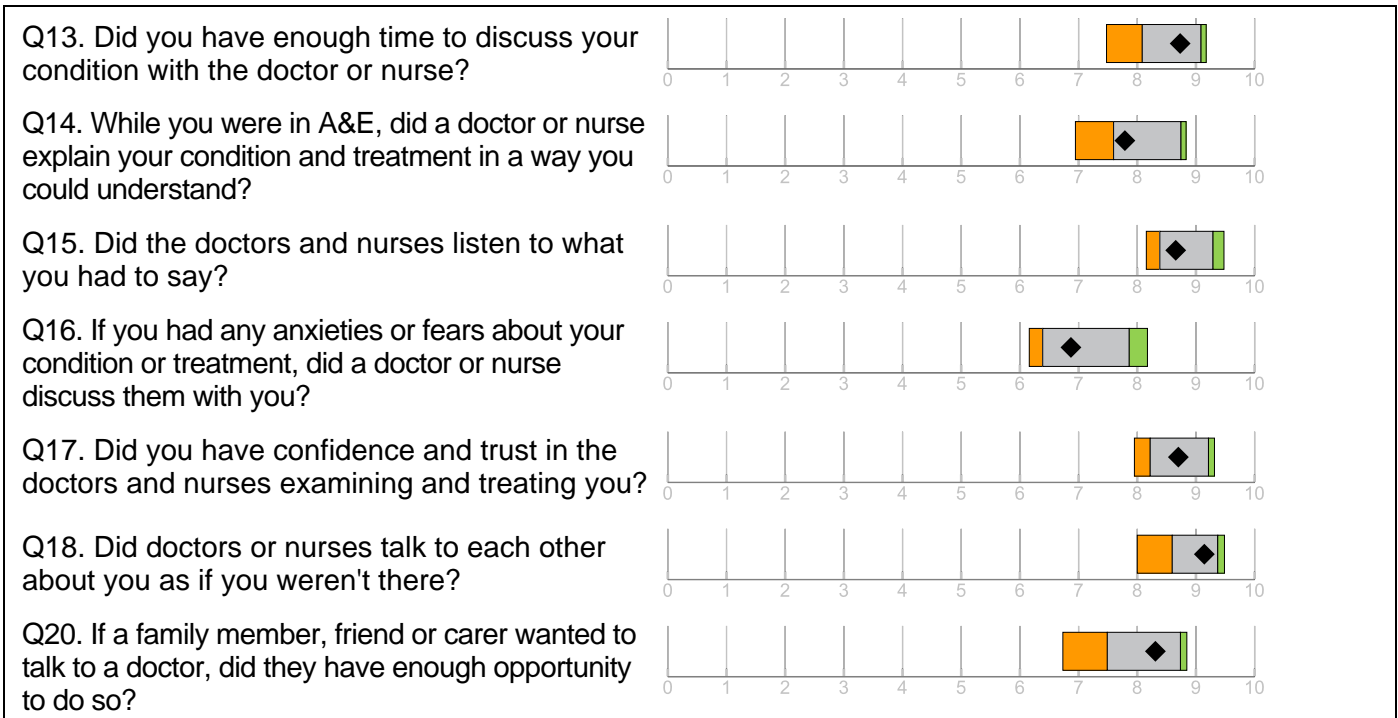 Q13. Did you have enough time to discuss your
condition with the doctor or nurse?
0 1 2 3 4 5 6 7 8 9 10
Q14. While you were in A&E, did a doctor or nurse
explain your condition and treatment in a way you
could understand?
0 1 2 3 4 5 6 7 8 9 10
Q15. Did the doctors and nurses listen to what
you had to say?
0 1 2 3 4 5 6 7 8 9 10
Q16. If you had any anxieties or fears about your
condition or treatment, did a doctor or nurse
discuss them with you?
0 1 2 3 4 5 6 7 8 9 10
Q17. Did you have confidence and trust in the
doctors and nurses examining and treating you?
0 1 2 3 4 5 6 7 8 9 10
Q18. Did doctors or nurses talk to each other
about you as if you weren't there?
0 1 2 3 4 5 6 7 8 9 10
Q20. If a family member, friend or carer wanted to
talk to a doctor, did they have enough opportunity
to do so?
0 1 2 3 4 5 6 7 8 9 10